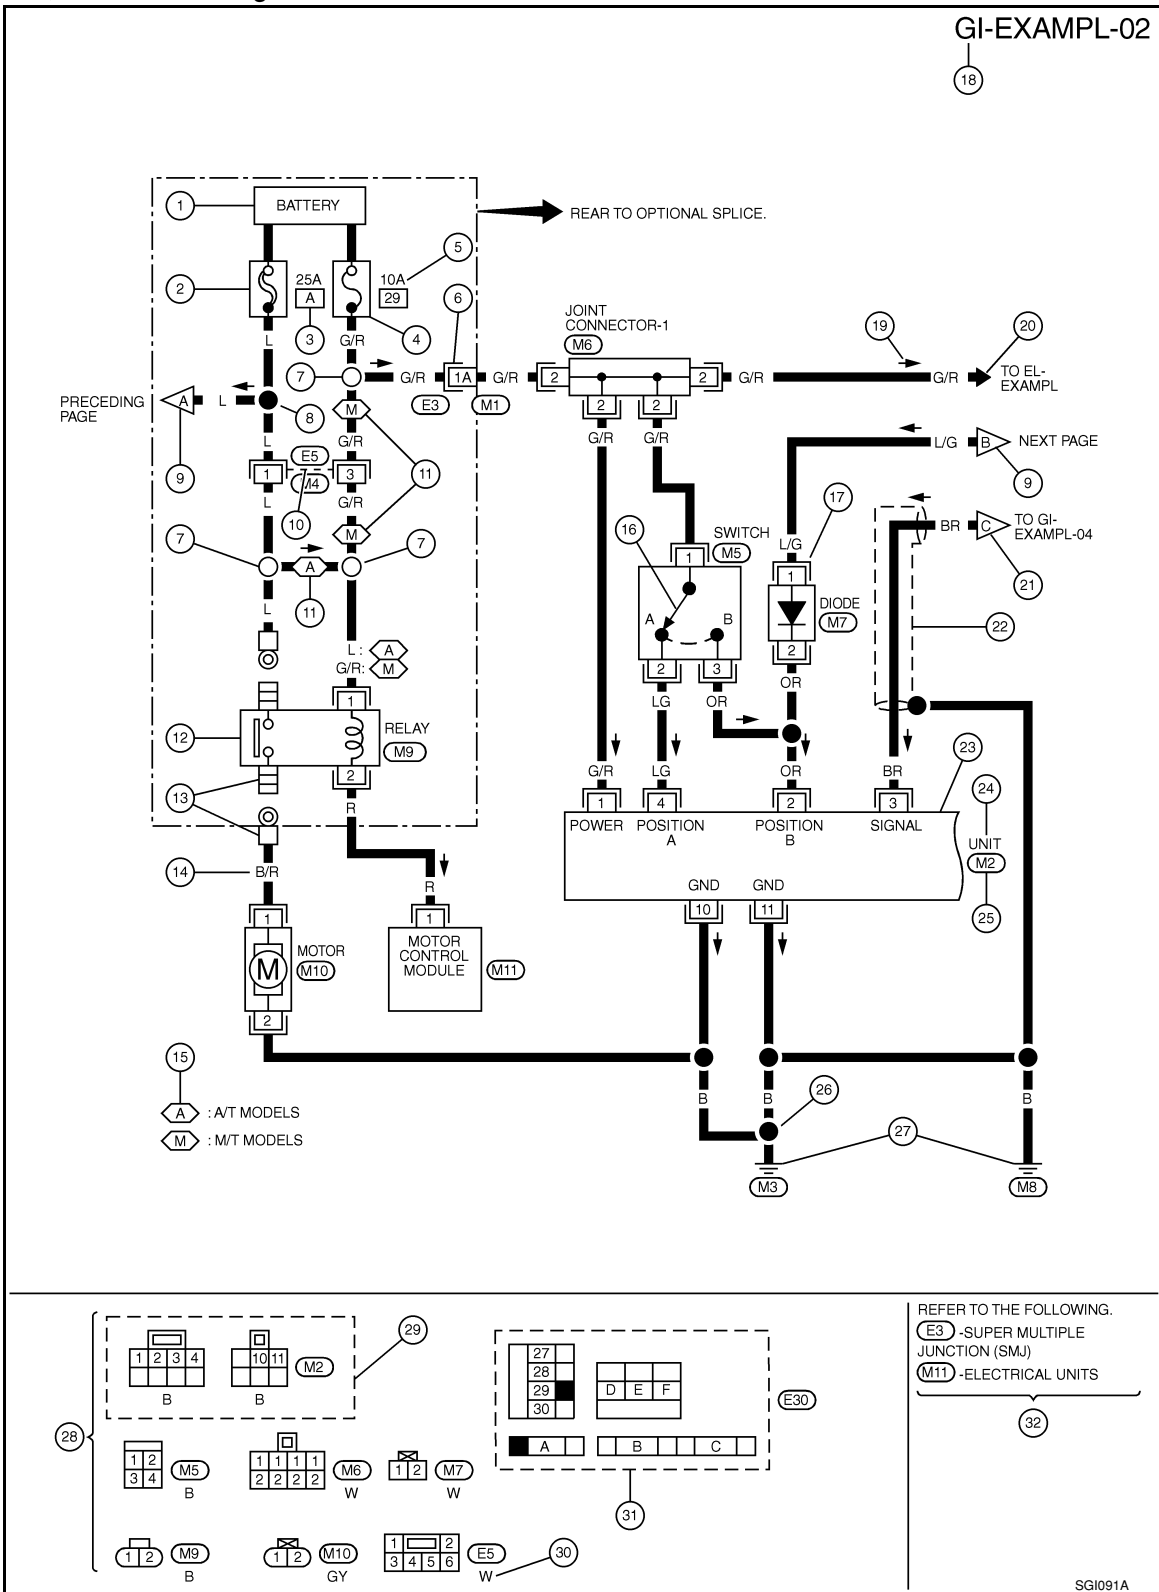 GI-EXAMPL-02
18
1
BATTERY
REAR TO OPTIONAL SPLICE.
5
2
25A
A
10A
29
6
3
4
JOINT
CONNECTOR-1
M6
19
20
L
G/R
7
G/R
1A
G/R
2
2
G/R
G/R
TO EL-
EXAMPL
E3
M1
2
2
PRECEDING
PAGE
A
L
8
M
G/R
G/R
L
G/R
L/G
B
NEXT PAGE
9
E5
1
3
M4
11
9
L
G/R
10
17
16
SWITCH
M5
BR
C
TO GI-
EXAMPL-04
7
M
7
1
L/G
A
1
21
11
A
B
DIODE
M7
22
L
L :
A
G/R:
M
2
3
2
OR
1
LG
OR
12
RELAY
M9
23
13
2
G/R
LG
OR
BR
24
R
1
4
2
3
POWER
POSITION
A
POSITION
B
SIGNAL
UNIT
M2
14
B/R
R
GND
GND
1
1
10
11
25
MOTOR
M10
M
MOTOR
CONTROL
MODULE
M11
2
15
26
A
: A/T MODELS
B
B
B
M
: M/T MODELS
27
M3
M8
28
29
1 2 3 4
10 11
M2
B
B
27
28
29
30
D E F
E30
A
B
C
31
1 2
3 4
M5
B
1 1 1 1
2 2 2 2
M6
W
1 2
M7
W
1 2
M9
B
1 2
M10
GY
1 2
3 4 5 6
E5
W
30
REFER TO THE FOLLOWING.
E3 -SUPER MULTIPLE
JUNCTION (SMJ)
M11 -ELECTRICAL UNITS
32
SGI091A